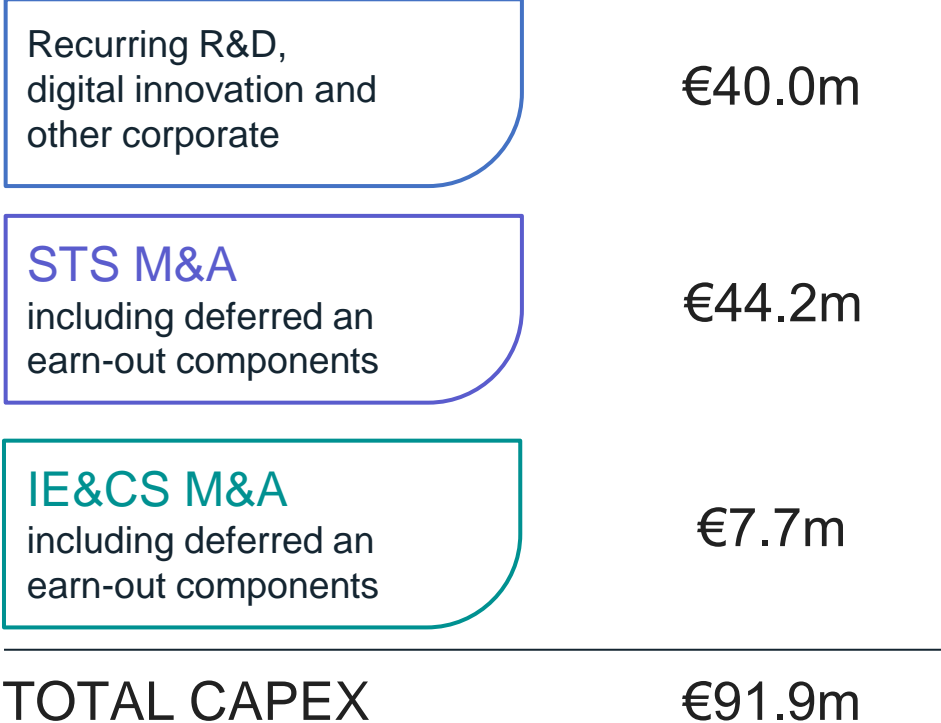 Recurring R&D,
digital innovation and
other corporate
€40.0m
STS M&A
including deferred an
earn-out components
€44.2m
IE&CS M&A
including deferred an
earn-out components
€7.7m
TOTAL CAPEX
€91.9m